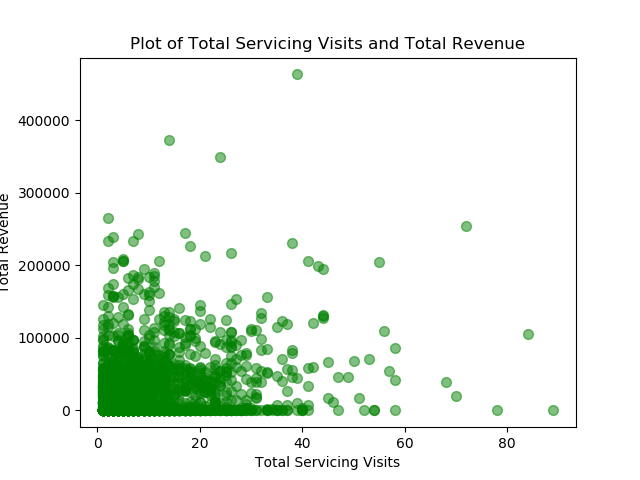 Plot of Total Servicing Visits and Total Revenue
400000
300000
200000
100000
0
Total Revenue
0 20 40 60 80
Total Servicing Visits